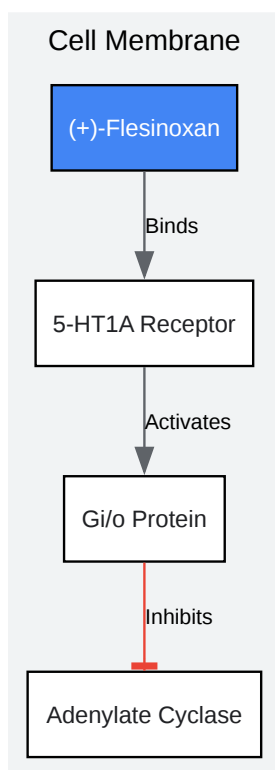 Cell Membrane
(+)-Flesinoxan
Binds
5-HT1A Receptor
Activates
Gi/o Protein
Inhibits
Adenylate Cyclase